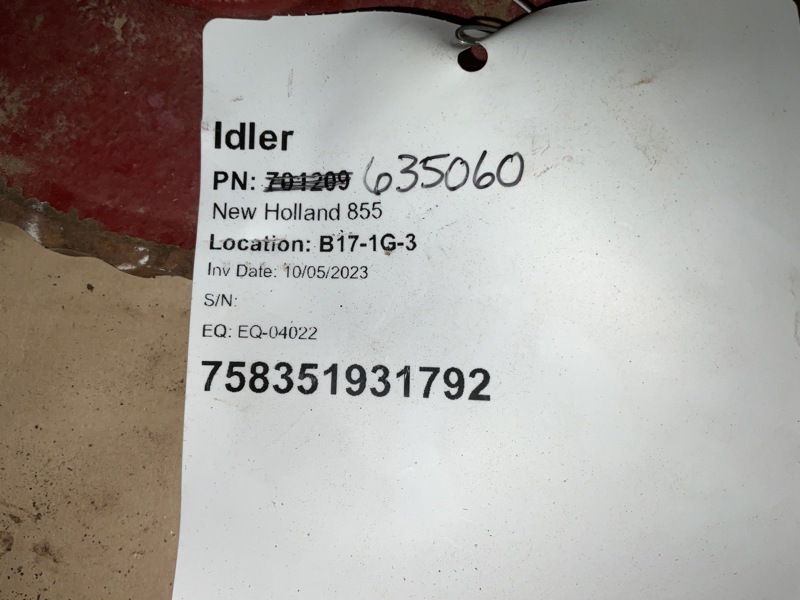 Idler
PN: 701209 635060
New Holland 855
Location: B17-1G-3
Inv Date: 10/05/2023
S/N:
EQ: EQ-04022
758351931792